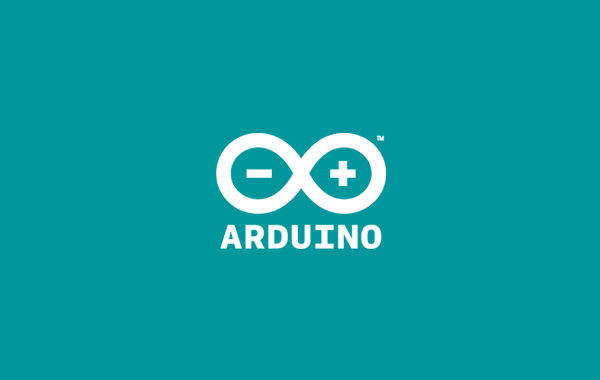 - +
™
ARDUINO